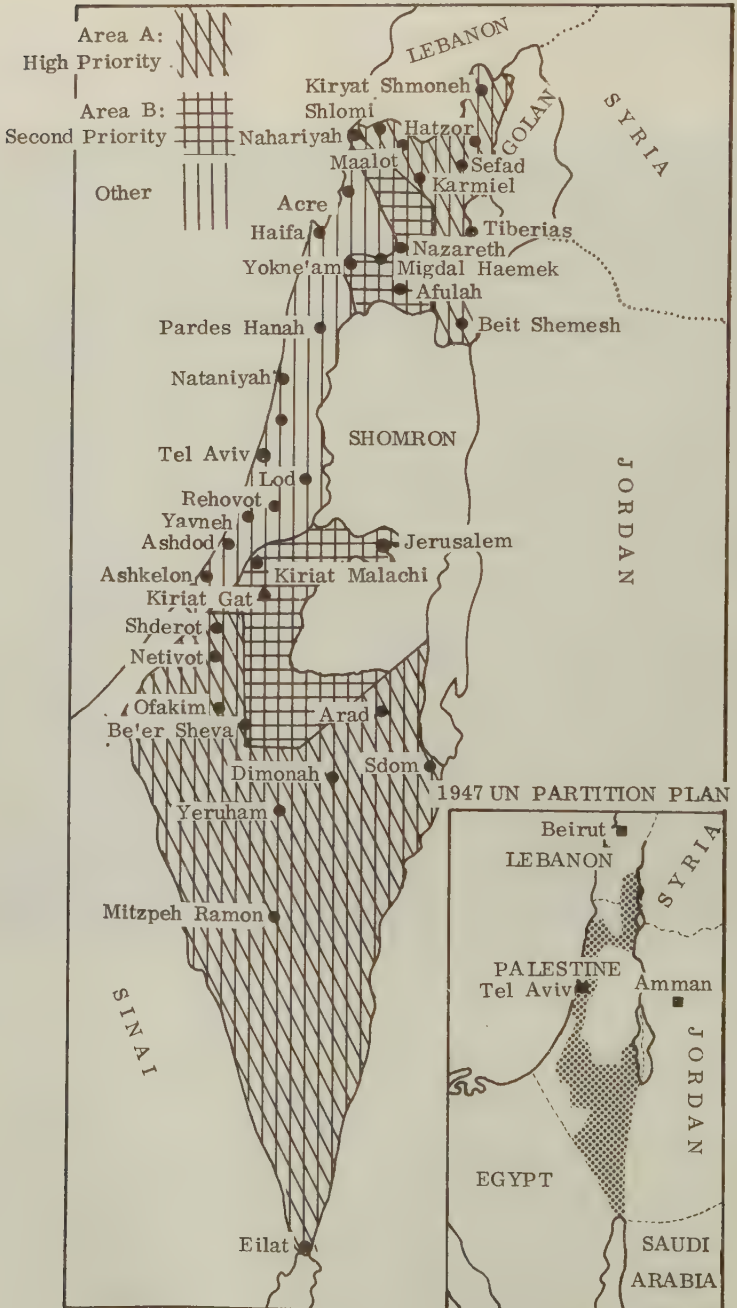 Area A:
High Priority
Area B:
Second Priority
Other
LEBANON
SYRIA
GOLAN
Kiryat Shmoneh
Shlomi
Nahariyah
Hatzor
Maalot
Sefad
Karmiel
Acre
Haifa
Tiberias
Nazareth
Yokne'am
Migdal Haemek
Afulah
Pardes Hanah
Beit Shemesh
Nataniyah
SHOMRON
Tel Aviv
Lod
JORDAN
Rehovot
Yavneh
Ashdod
Jerusalem
Ashkelon
Kiriat Malachi
Kiriat Gat
Shderot
Netivot
Ofakim
Arad
Be'er Sheva
Dimonah
Sdom
Yeruham
Mitzpeh Ramon
SINAI
Eilat
1947 UN PARTITION PLAN
Beirut
LEBANON
SYRIA
PALESTINE
Tel Aviv
Amman
JORDAN
EGYPT
SAUDI
ARABIA